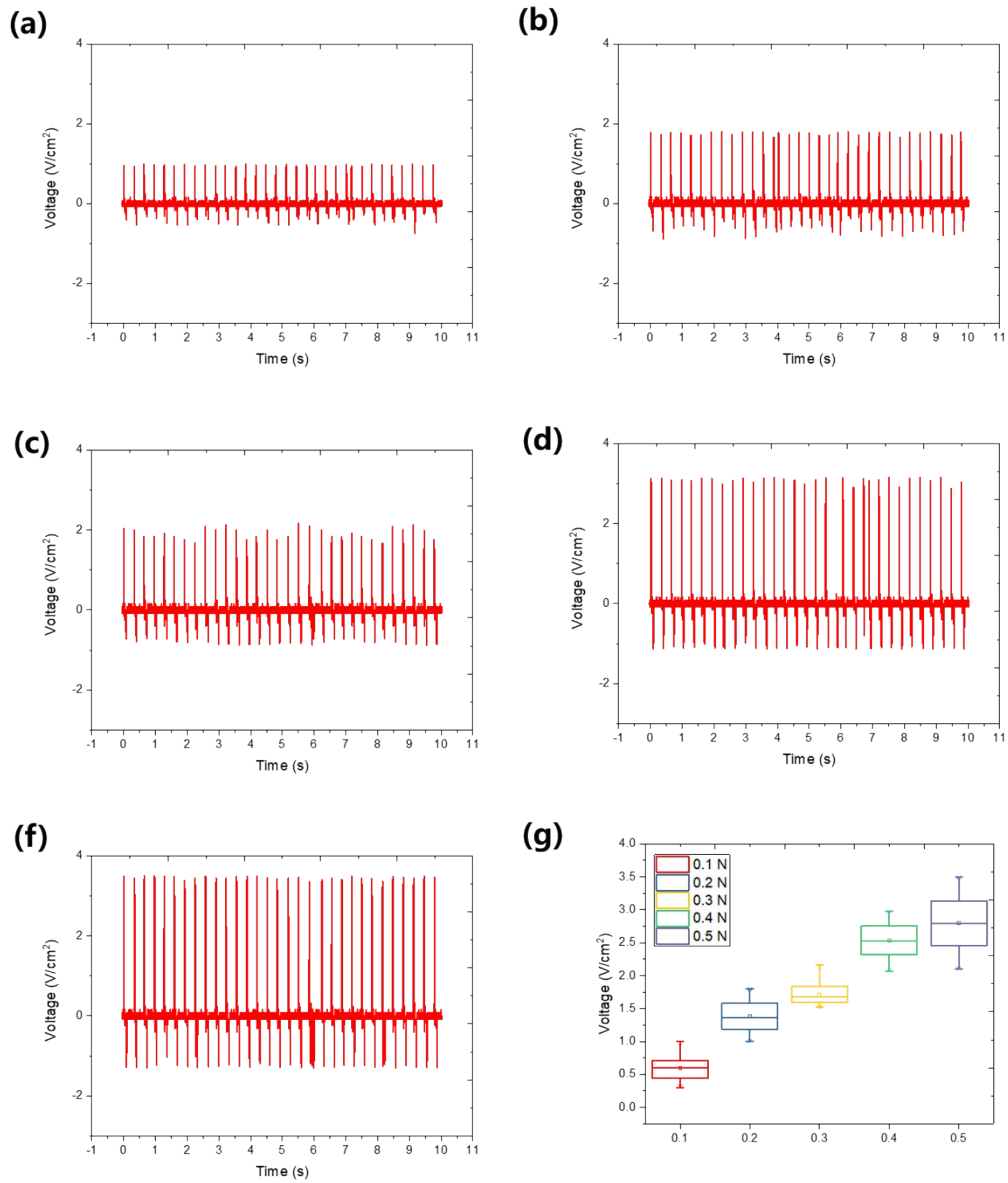 (a)
4
2
0
-2
Voltage (V/cm²)
-1 0 1 2 3 4 5 6 7 8 9 10 11
Time (s)
(b)
4
2
0
-2
Voltage (V/cm²)
-1 0 1 2 3 4 5 6 7 8 9 10 11
Time (s)
(c)
4
2
0
-2
Voltage (V/cm²)
-1 0 1 2 3 4 5 6 7 8 9 10 11
Time (s)
(d)
4
2
0
-2
Voltage (V/cm²)
-1 0 1 2 3 4 5 6 7 8 9 10 11
Time (s)
(f)
4
2
0
-2
Voltage (V/cm²)
-1 0 1 2 3 4 5 6 7 8 9 10 11
Time (s)
(g)
4.0
3.5
3.0
2.5
2.0
1.5
1.0
0.5
0.0
Voltage (V/cm²)
0.1 N
0.2 N
0.3 N
0.4 N
0.5 N
0.1 0.2 0.3 0.4 0.5